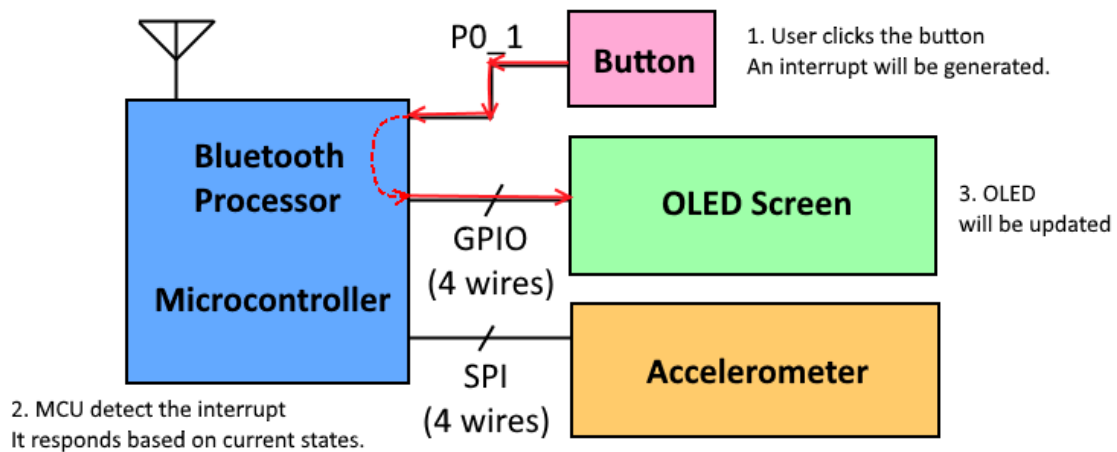 P0_1
Button
1. User clicks the button
An interrupt will be generated.
Bluetooth
Processor
Microcontroller
GPIO
(4 wires)
OLED Screen
3. OLED
will be updated
SPI
(4 wires)
Accelerometer
2. MCU detect the interrupt
It responds based on current states.